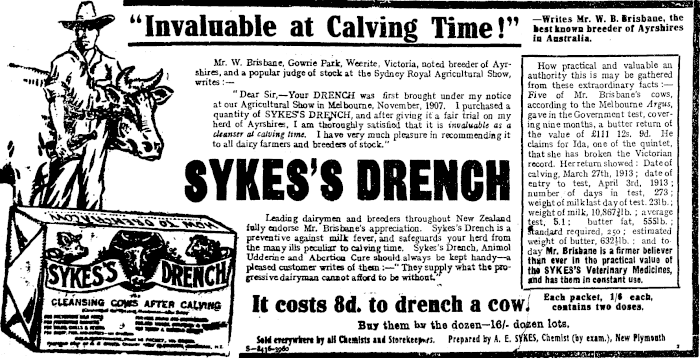 "Invaluable at Calving Time!"
—Writes Mr. W. B. Brisbane, the
best known breeder of Ayrshires
in Australia.
Mr. W. Brisbane, Gowrie Park, Weerite, Victoria, noted breeder of Ayr-
shires, and a popular judge of stock at the Sydney Royal Agricultural Show,
writes:—
"Dear Sir,—Your DRENCH was first brought under my notice
at our Agricultural Show in Melbourne, November, 1907. I purchased a
quantity of SYKES'S DRENCH, and after giving it a fair trial on my
herd of Ayrshires, I am thoroughly satisfied that it is invaluable as a
cleanser at calving time. I have very much pleasure in recommending it
to all dairy farmers and breeders of stock."
SYKES'S DRENCH
Leading dairymen and breeders throughout New Zealand
fully endorse Mr. Brisbane's appreciation. Sykes's Drench is a
preventive against milk fever, and safeguards your herd from
the many ills peculiar to calving time. Sykes's Drench, Animol
Udderine and Abortion Cure should always be kept handy—a
pleased customer writes of them:—"They supply what the pro-
gressive dairyman cannot afford to be without."
How practical and valuable an
authority this is may be gathered
from these extraordinary facts:—
Five of Mr. Brisbane's cows,
according to the Melbourne Argus,
gave in the Government test, cover-
ing nine months, a butter return of
the value of £111 12s. 9d. He
claims for Ida, one of the quintet,
that she has broken the Victorian
record. Her return showed: Date of
calving, March 27th, 1913; date of
entry to test, April 3rd, 1913;
number of days in test, 273;
weight of milk last day of test, 23lb.;
weight of milk, 10,867½lb.; average
test, 5.1; butter fat, 555lb.;
standard required, 250; estimated
weight of butter, 632½lb.; and to-
day Mr. Brisbane is a firmer believer
than ever in the practical value of
the SYKES'S Veterinary Medicines,
and has them in constant use.
SYKES'S DRENCH
FOR
CLEANSING COWS AFTER CALVING
It costs 8d. to drench a cow.
Each packet, 1/6 each,
contains two doses.
Buy them by the dozen—16/- dozen lots.
Sold everywhere by all Chemists and Storekeepers. Prepared by A. E. SYKES, Chemist (by exam.), New Plymouth